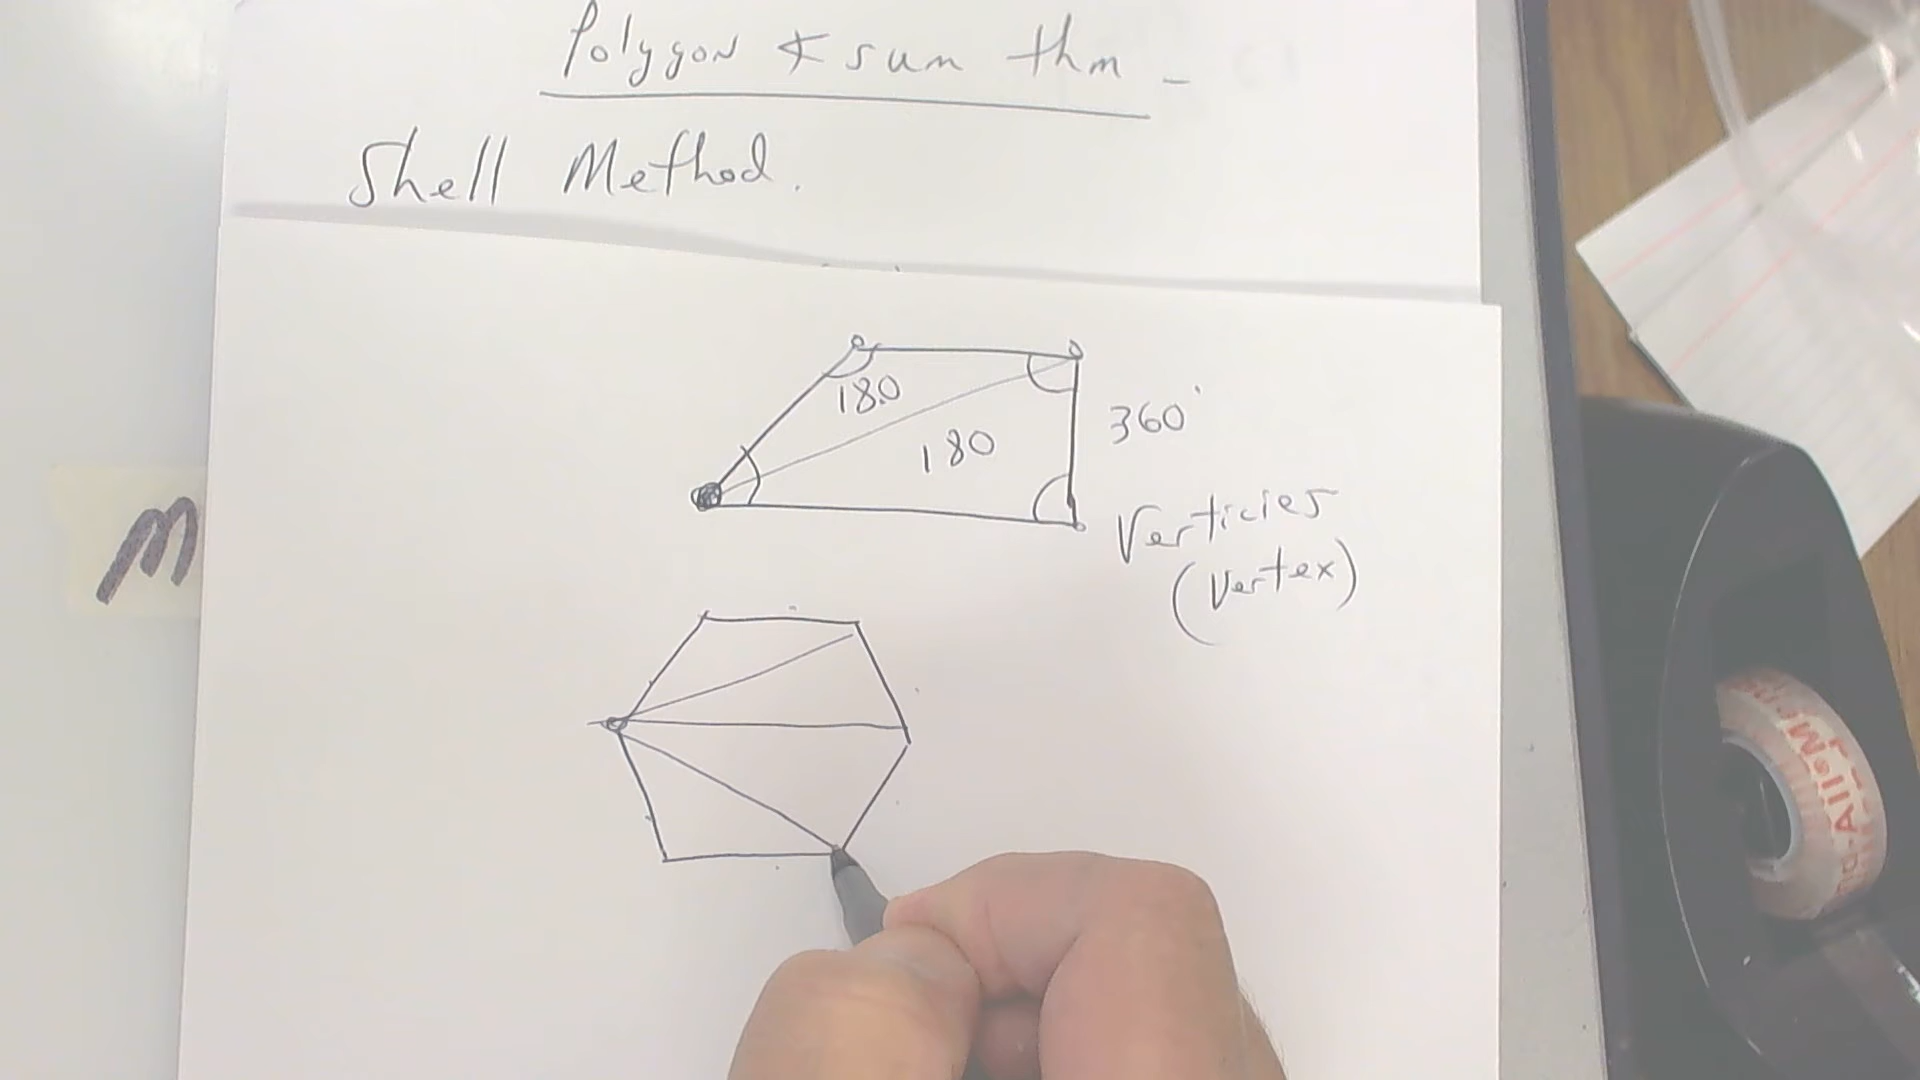 Polygon ∡ sum thm -
Shell Method.
180
180
360°
Verticies
(Vertex)
M